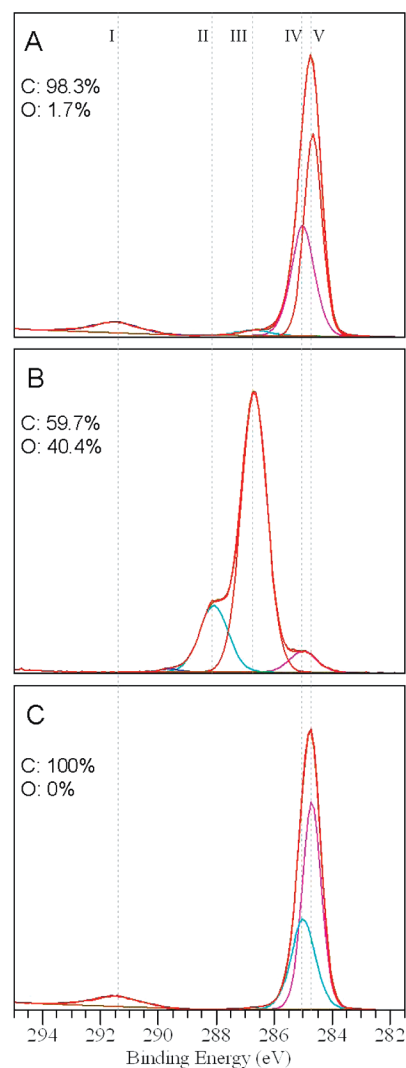 I II III IV V
A
C: 98.3%
O: 1.7%
B
C: 59.7%
O: 40.4%
C
C: 100%
O: 0%
294 292 290 288 286 284 282
Binding Energy (eV)